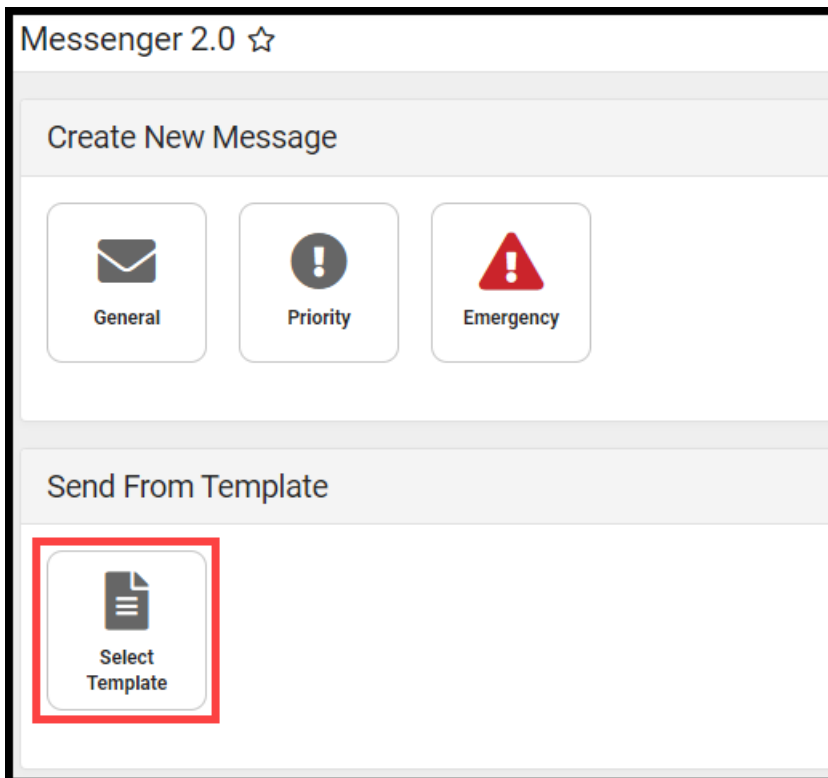 Messenger 2.0
Create New Message
General
Priority
Emergency
Send From Template
Select
Template